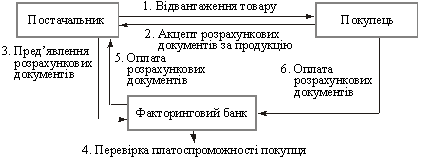 1. Відвантаження товару
Постачальник
Покупець
2. Акцепт розрахункових
документів за продукцію
3. Пред’явлення
розрахункових
документів
5. Оплата
розрахункових
документів
6. Оплата
розрахункових
документів
Факторинговий банк
4. Перевірка платоспроможності покупця